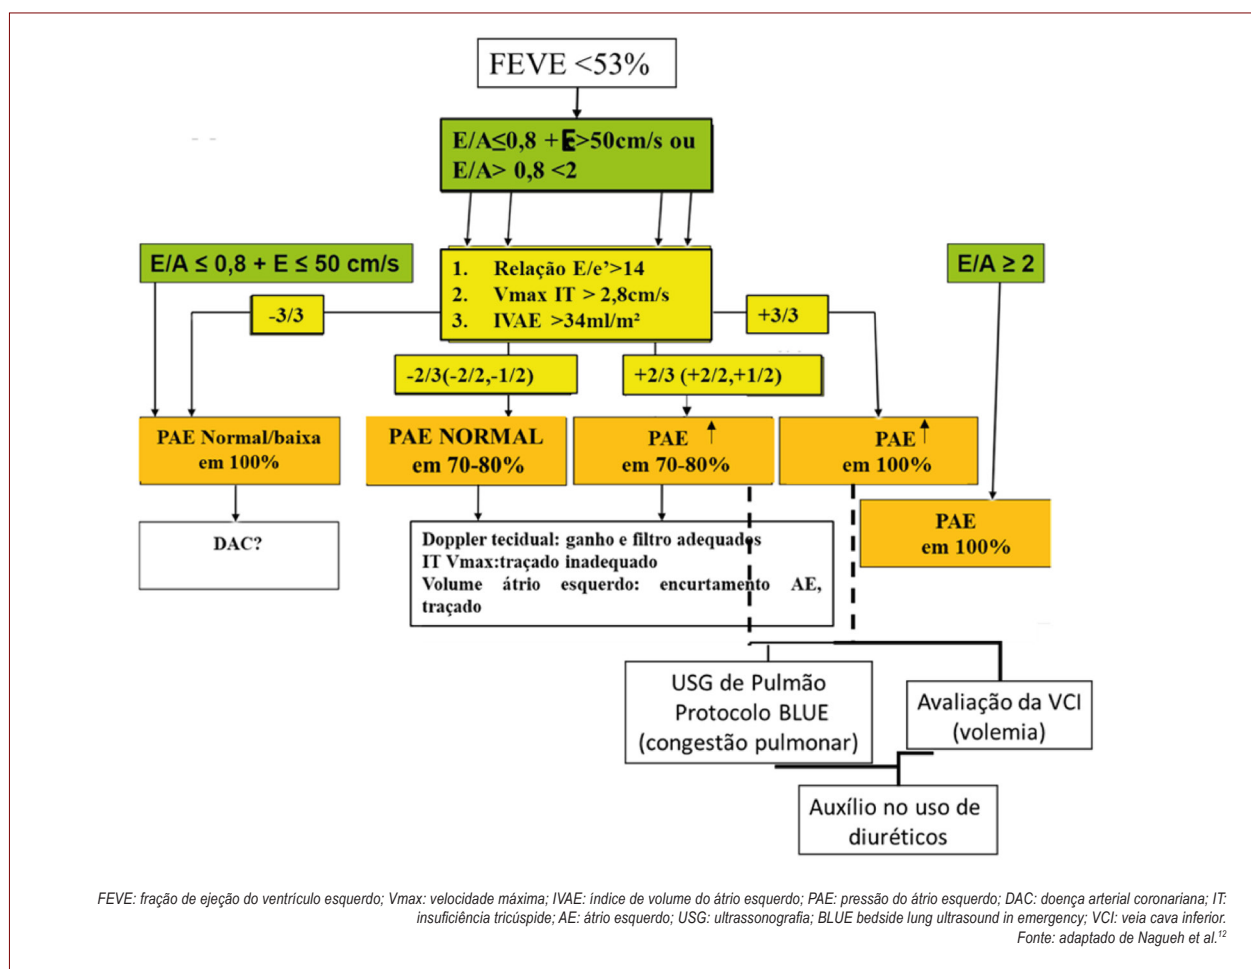 FEVE <53%
E/A≤0,8 + E>50cm/s ou
E/A> 0,8 <2
E/A ≤ 0,8 + E ≤ 50 cm/s
1. Relação E/e'>14
2. Vmax IT > 2,8cm/s
3. IVAE >34ml/m²
E/A ≥ 2
-3/3
+3/3
-2/3(-2/2,-1/2)
+2/3 (+2/2,+1/2)
PAE Normal/baixa
em 100%
PAE NORMAL
em 70-80%
PAE ↑
em 70-80%
PAE ↑
em 100%
PAE
em 100%
DAC?
Doppler tecidual: ganho e filtro adequados
IT Vmax:traçado inadequado
Volume átrio esquerdo: encurtamento AE,
traçado
USG de Pulmão
Protocolo BLUE
(congestão pulmonar)
Avaliação da VCI
(volemia)
Auxílio no uso de
diuréticos
FEVE: fração de ejeção do ventrículo esquerdo; Vmax: velocidade máxima; IVAE: índice de volume do átrio esquerdo; PAE: pressão do átrio esquerdo; DAC: doença arterial coronariana; IT:
insuficiência tricúspide; AE: átrio esquerdo; USG: ultrassonografia; BLUE bedside lung ultrasound in emergency; VCI: veia cava inferior.
Fonte: adaptado de Nagueh et al.¹²